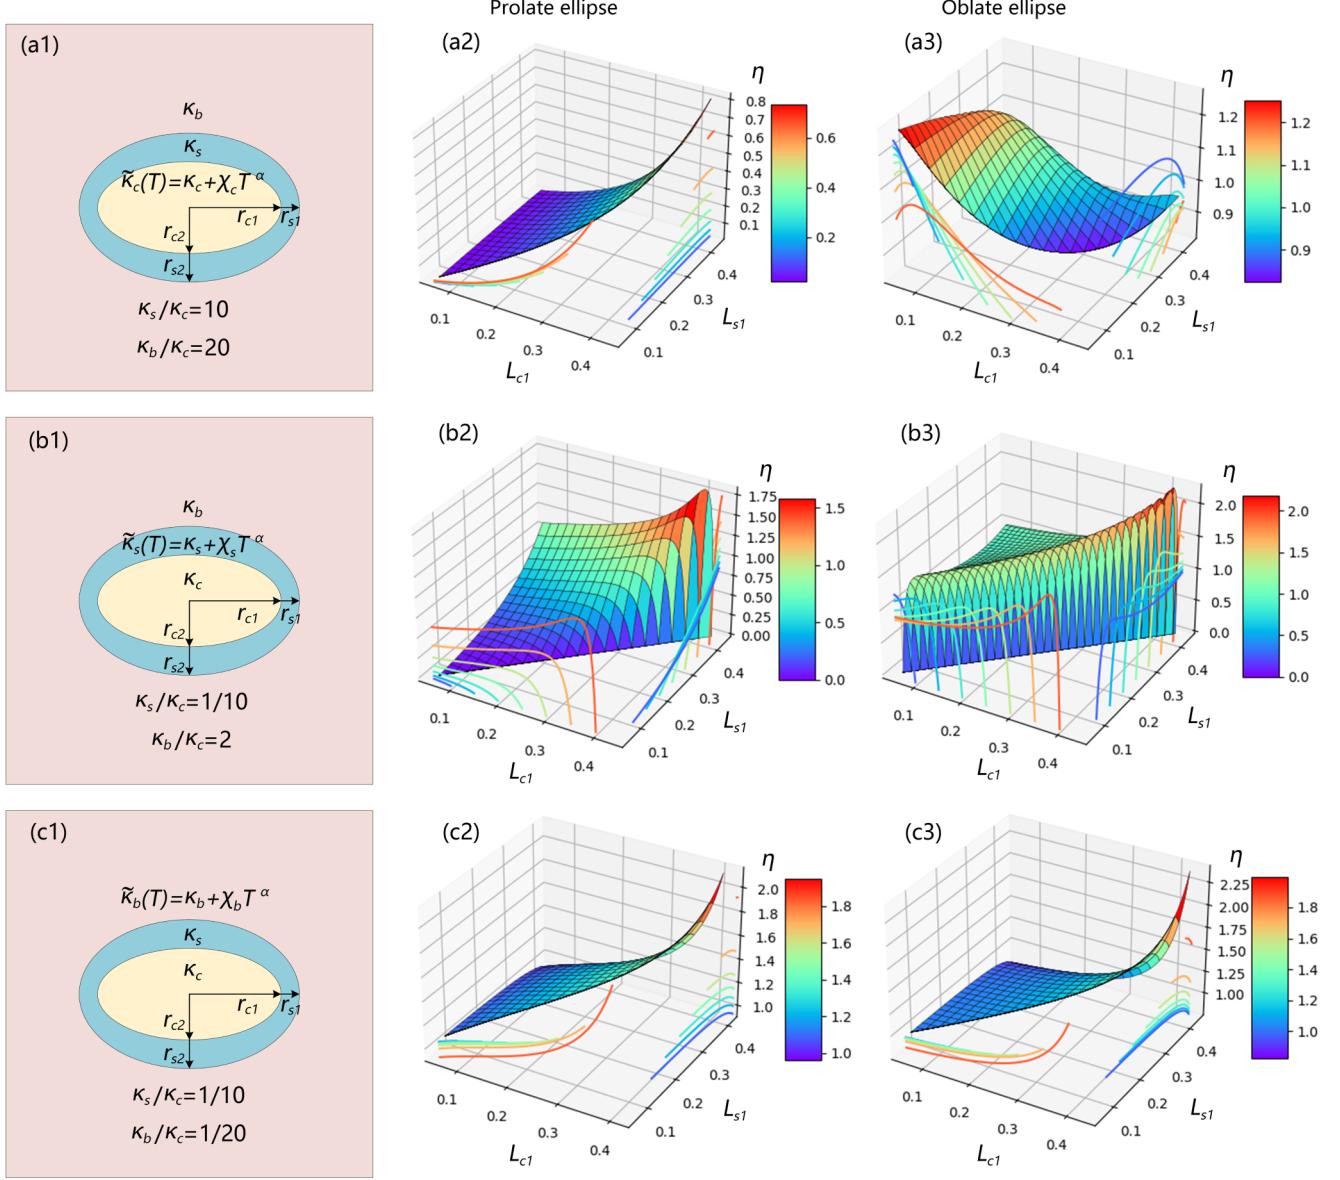 Prolate ellipse
Oblate ellipse
(a1)
κb
κs
κ̃c(T)=κc+χcT α
rc1
rs1
rc2
rs2
κs/κc=10
κb/κc=20
(a2)
η
0.8
0.7
0.6
0.5
0.4
0.3
0.2
0.1
0.6
0.4
0.2
0.1
0.2
0.3
0.4
Lc1
0.1
0.2
0.3
0.4
Ls1
(a3)
η
1.2
1.1
1.0
0.9
1.2
1.1
1.0
0.9
0.1
0.2
0.3
0.4
Lc1
0.1
0.2
0.3
0.4
Ls1
(b1)
κb
κ̃s(T)=κs+χsT α
κc
rc1
rs1
rc2
rs2
κs/κc=1/10
κb/κc=2
(b2)
η
1.75
1.50
1.25
1.00
0.75
0.50
0.25
0.00
1.5
1.0
0.5
0.0
0.1
0.2
0.3
0.4
Lc1
0.1
0.2
0.3
0.4
Ls1
(b3)
η
2.0
1.5
1.0
0.5
0.0
2.0
1.5
1.0
0.5
0.0
0.1
0.2
0.3
0.4
Lc1
0.1
0.2
0.3
0.4
Ls1
(c1)
κ̃b(T)=κb+χbT α
κs
κc
rc1
rs1
rc2
rs2
κs/κc=1/10
κb/κc=1/20
(c2)
η
2.0
1.8
1.6
1.4
1.2
1.0
1.8
1.6
1.4
1.2
1.0
0.1
0.2
0.3
0.4
Lc1
0.1
0.2
0.3
0.4
Ls1
(c3)
η
2.25
2.00
1.75
1.50
1.25
1.00
1.8
1.6
1.4
1.2
1.0
0.1
0.2
0.3
0.4
Lc1
0.1
0.2
0.3
0.4
Ls1